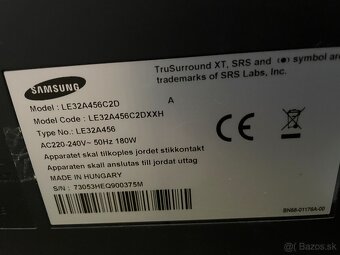 TruSurround XT, SRS and (●) symbol are
trademarks of SRS Labs, Inc.
SAMSUNG
Model : LE32A456C2D
A
Model Code : LE32A456C2DXXH
Type No.: LE32A456
AC220-240V~ 50Hz 180W
Apparatet skal tilkoples jordet stikkontakt
Apparaten skall anslutas till jordat uttag
MADE IN HUNGARY
S/N : 73053HEQ900375M
CE
BN68-01176A-00
Bazos.sk